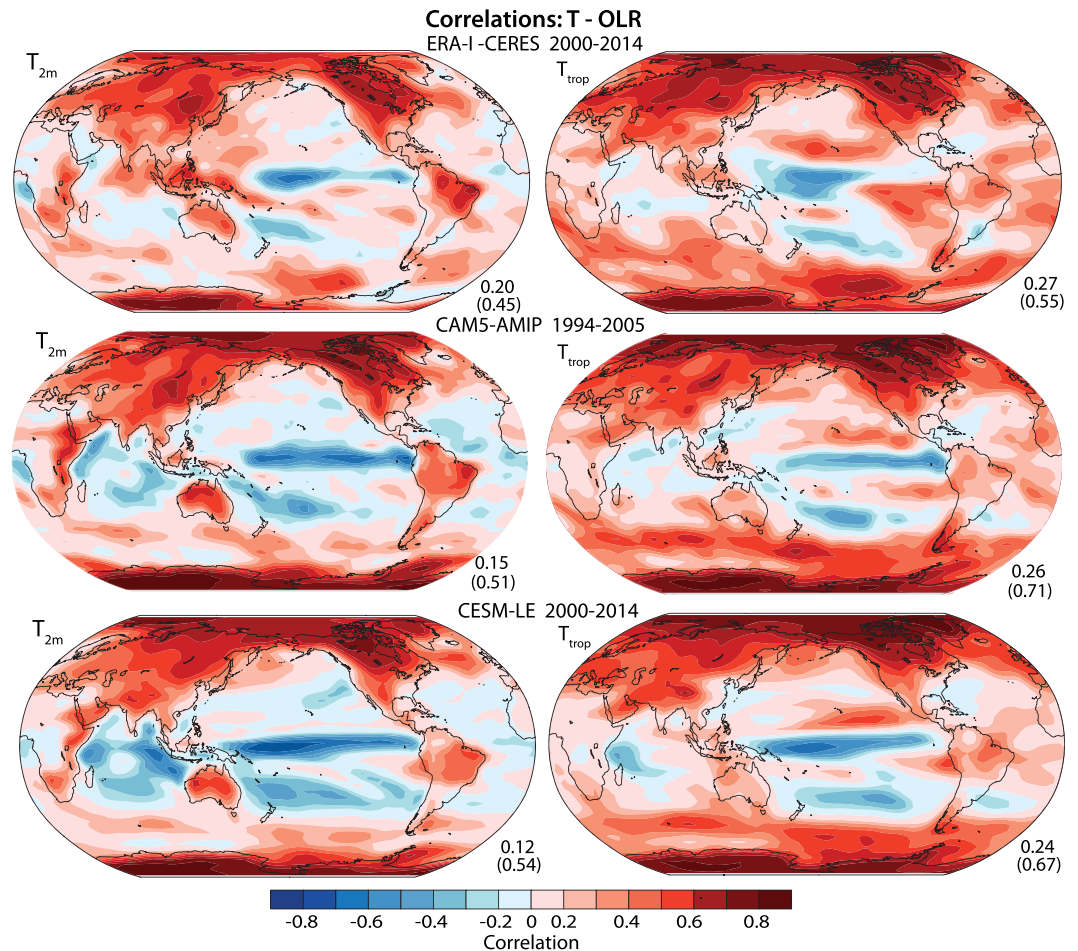 Correlations: T - OLR
ERA-I -CERES 2000-2014
T2m
Ttrop
0.20
(0.45)
0.27
(0.55)
CAM5-AMIP 1994-2005
T2m
Ttrop
0.15
(0.51)
0.26
(0.71)
CESM-LE 2000-2014
T2m
Ttrop
0.12
(0.54)
0.24
(0.67)
-0.8 -0.6 -0.4 -0.2 0 0.2 0.4 0.6 0.8
Correlation